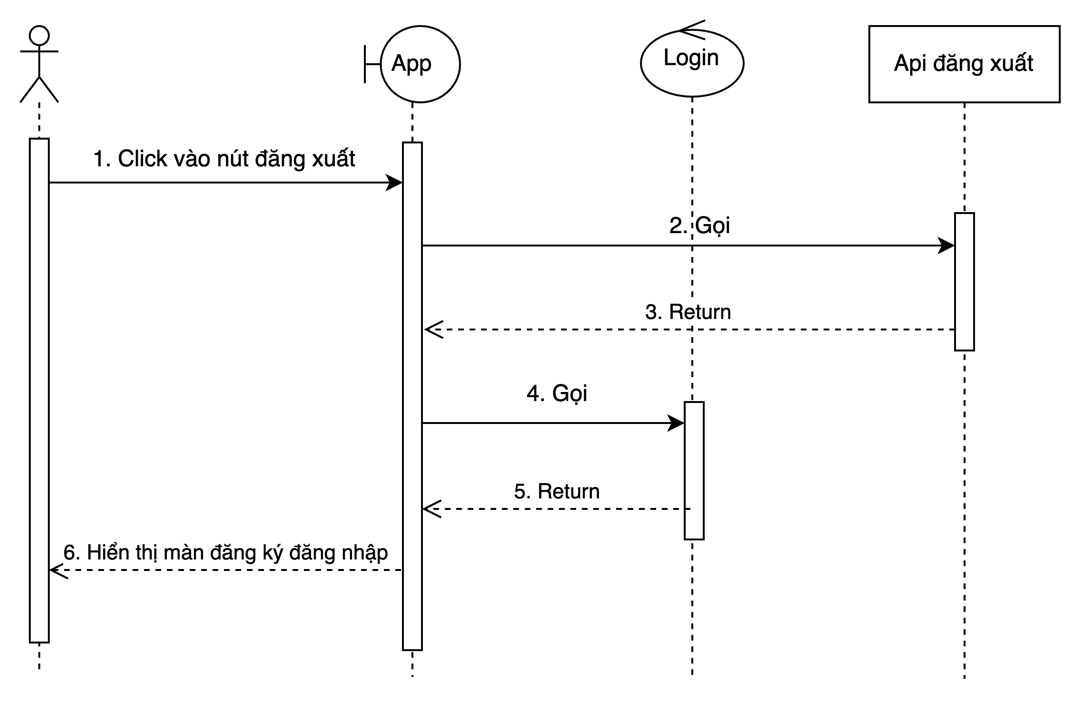 App
Login
Api đăng xuất
1. Click vào nút đăng xuất
2. Gọi
3. Return
4. Gọi
5. Return
6. Hiển thị màn đăng ký đăng nhập